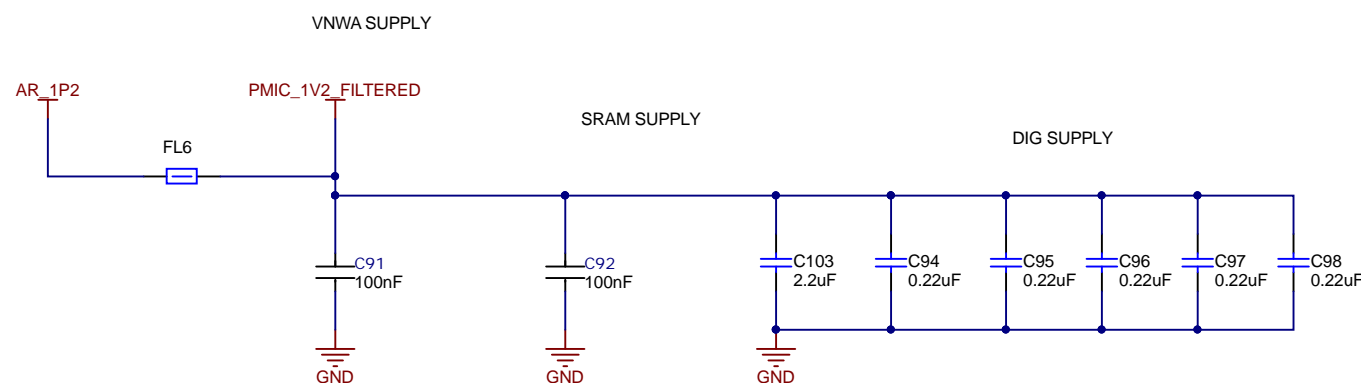 VNWA SUPPLY
AR_1P2
PMIC_1V2_FILTERED
SRAM SUPPLY
DIG SUPPLY
FL6
C91
100nF
C92
100nF
C103
2.2uF
C94
0.22uF
C95
0.22uF
C96
0.22uF
C97
0.22uF
C98
0.22uF
GND
GND
GND